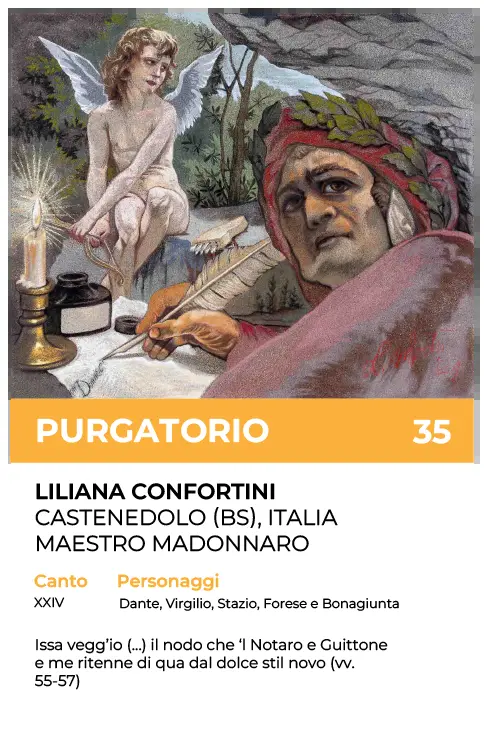 PURGATORIO 35
LILIANA CONFORTINI
CASTENEDOLO (BS), ITALIA
MAESTRO MADONNARO
Canto Personaggi
XXIV Dante, Virgilio, Stazio, Forese e Bonagiunta
Issa vegg’io (...) il nodo che ‘l Notaro e Guittone
e me ritenne di qua dal dolce stil novo (vv.
55-57)